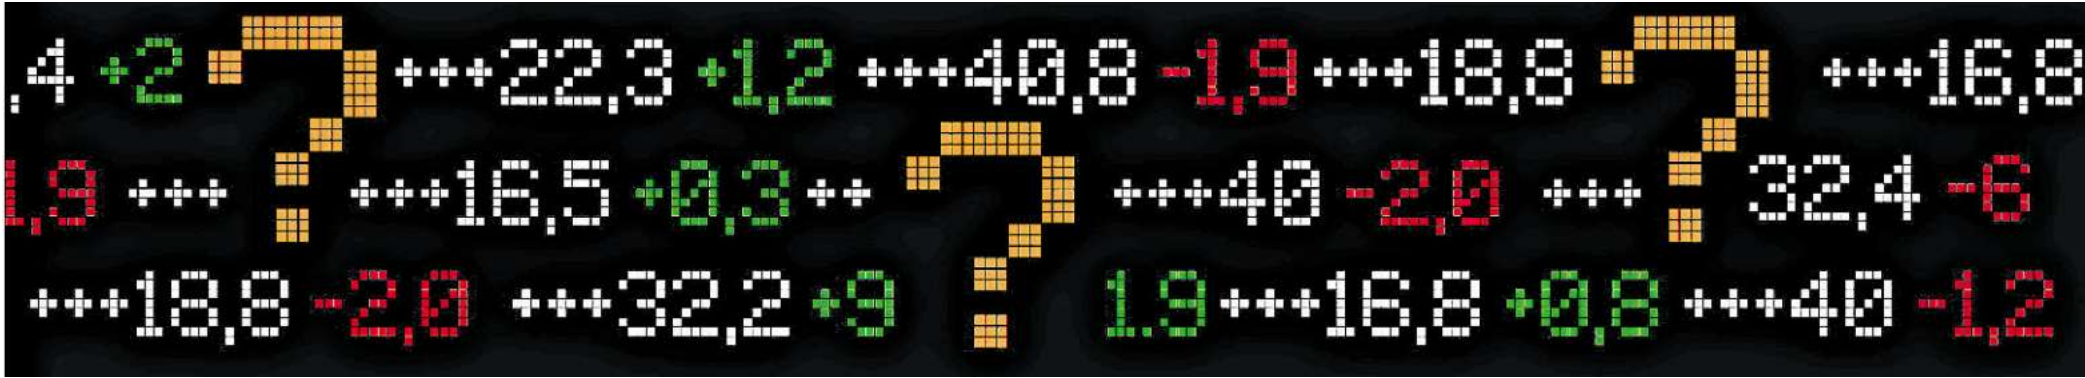 ,4 +2 ? +++22,3 +1,2 +++40,8 -1,9+++18,8 ? +++16,8
1,9 +++ +++16,5 +0,3 ++ ? +++40 -2,0 +++ 32,4 -6
+++18,8 -2,0 +++32,2 +9 1.9+++16,8 +0,8 +++40 -1,2